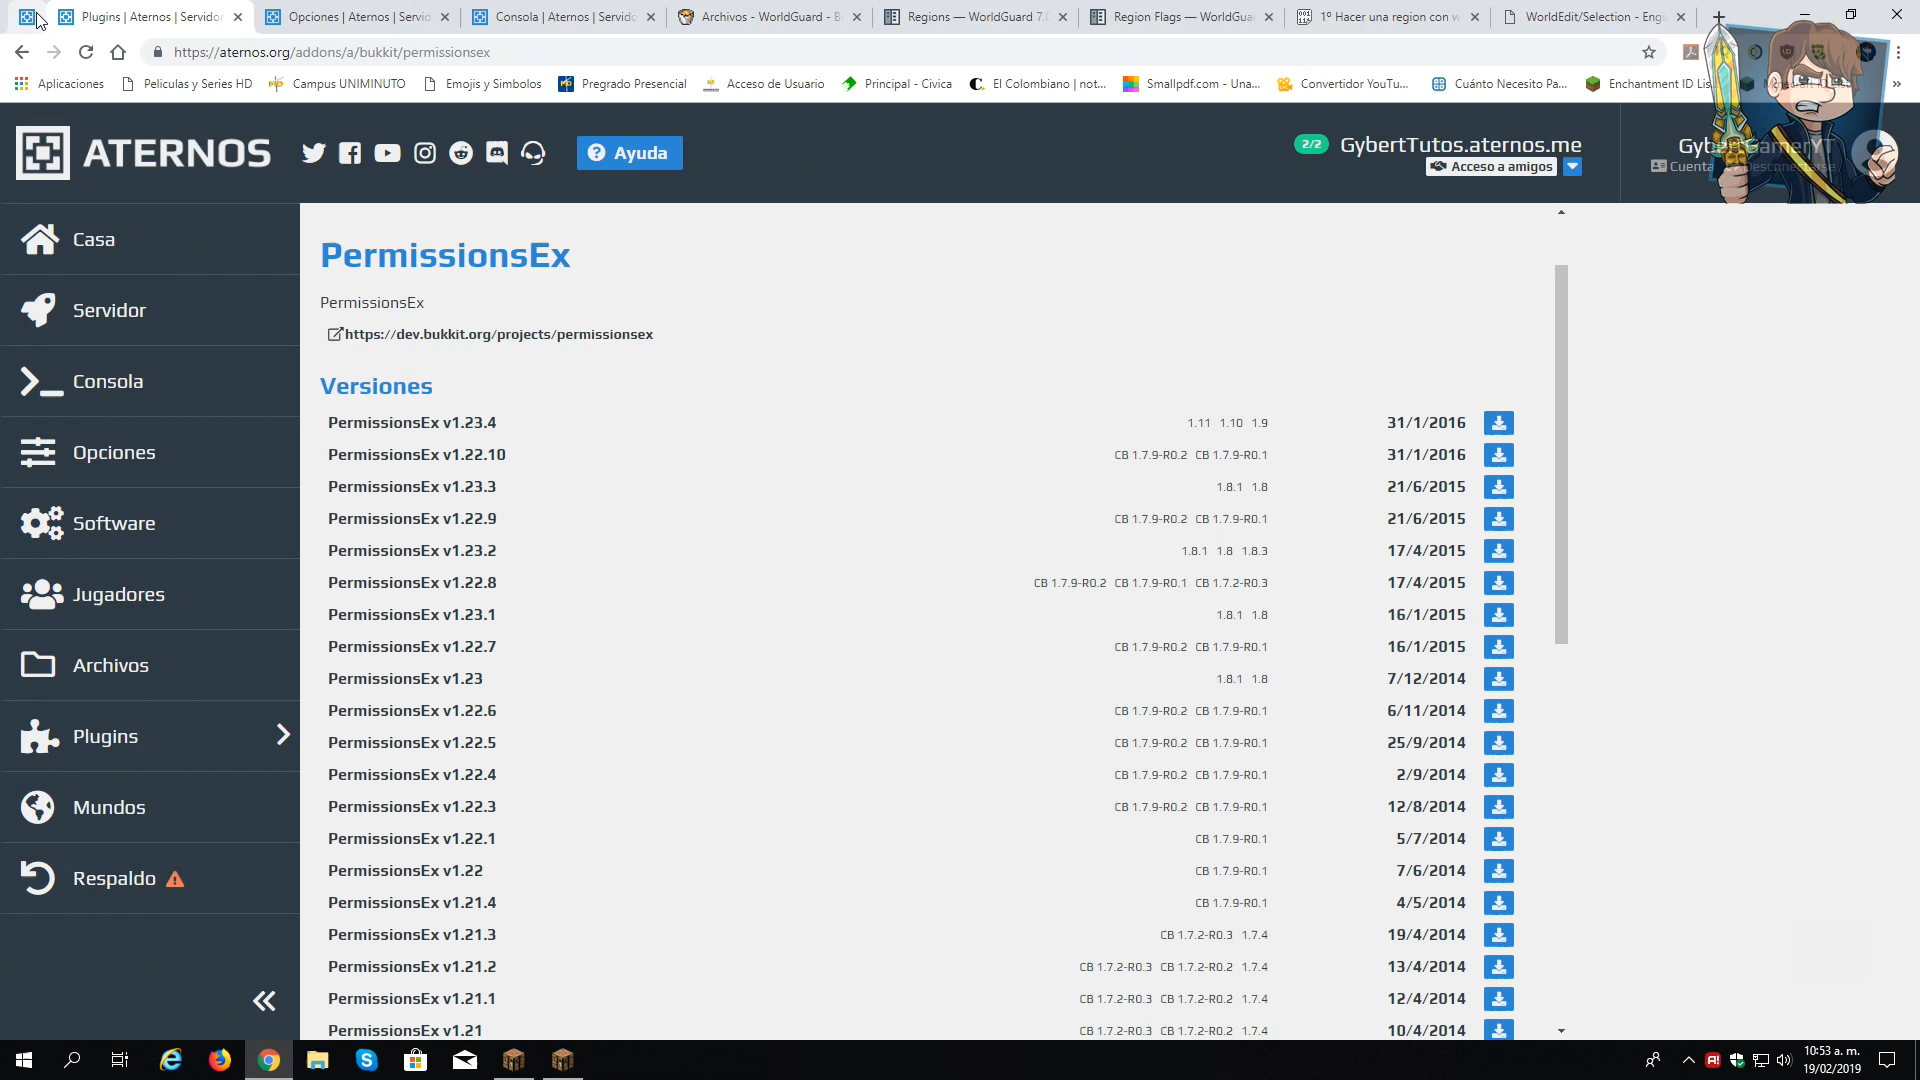 Plugins | Aternos | Servidor
Opciones | Aternos | Servid
Consola | Aternos | Servido
Archivos - WorldGuard - B
Regions — WorldGuard 7.0
Region Flags — WorldGua
1º Hacer una region con w
WorldEdit/Selection - Engi
https://aternos.org/addons/a/bukkit/permissionsex
Aplicaciones
Peliculas y Series HD
Campus UNIMINUTO
Emojis y Simbolos
Pregrado Presencial
Acceso de Usuario
Principal - Civica
El Colombiano | not...
Smallpdf.com - Una...
Convertidor YouTu...
Cuánto Necesito Pa...
Enchantment ID Lis
ATERNOS
Ayuda
2/2
GybertTutos.aternos.me
Acceso a amigos
GybertGamerYT
Cuenta
Desconectarse
Casa
Servidor
Consola
Opciones
Software
Jugadores
Archivos
Plugins
Mundos
Respaldo
PermissionsEx
PermissionsEx
https://dev.bukkit.org/projects/permissionsex
Versiones
PermissionsEx v1.23.4 1.11 1.10 1.9 31/1/2016
PermissionsEx v1.22.10 CB 1.7.9-R0.2 CB 1.7.9-R0.1 31/1/2016
PermissionsEx v1.23.3 1.8.1 1.8 21/6/2015
PermissionsEx v1.22.9 CB 1.7.9-R0.2 CB 1.7.9-R0.1 21/6/2015
PermissionsEx v1.23.2 1.8.1 1.8 1.8.3 17/4/2015
PermissionsEx v1.22.8 CB 1.7.9-R0.2 CB 1.7.9-R0.1 CB 1.7.2-R0.3 17/4/2015
PermissionsEx v1.23.1 1.8.1 1.8 16/1/2015
PermissionsEx v1.22.7 CB 1.7.9-R0.2 CB 1.7.9-R0.1 16/1/2015
PermissionsEx v1.23 1.8.1 1.8 7/12/2014
PermissionsEx v1.22.6 CB 1.7.9-R0.2 CB 1.7.9-R0.1 6/11/2014
PermissionsEx v1.22.5 CB 1.7.9-R0.2 CB 1.7.9-R0.1 25/9/2014
PermissionsEx v1.22.4 CB 1.7.9-R0.2 CB 1.7.9-R0.1 2/9/2014
PermissionsEx v1.22.3 CB 1.7.9-R0.2 CB 1.7.9-R0.1 12/8/2014
PermissionsEx v1.22.1 CB 1.7.9-R0.1 5/7/2014
PermissionsEx v1.22 CB 1.7.9-R0.1 7/6/2014
PermissionsEx v1.21.4 CB 1.7.9-R0.1 4/5/2014
PermissionsEx v1.21.3 CB 1.7.2-R0.3 1.7.4 19/4/2014
PermissionsEx v1.21.2 CB 1.7.2-R0.3 CB 1.7.2-R0.2 1.7.4 13/4/2014
PermissionsEx v1.21.1 CB 1.7.2-R0.3 CB 1.7.2-R0.2 1.7.4 12/4/2014
PermissionsEx v1.21 CB 1.7.2-R0.3 CB 1.7.2-R0.2 1.7.4 10/4/2014
10:53 a. m.
19/02/2019